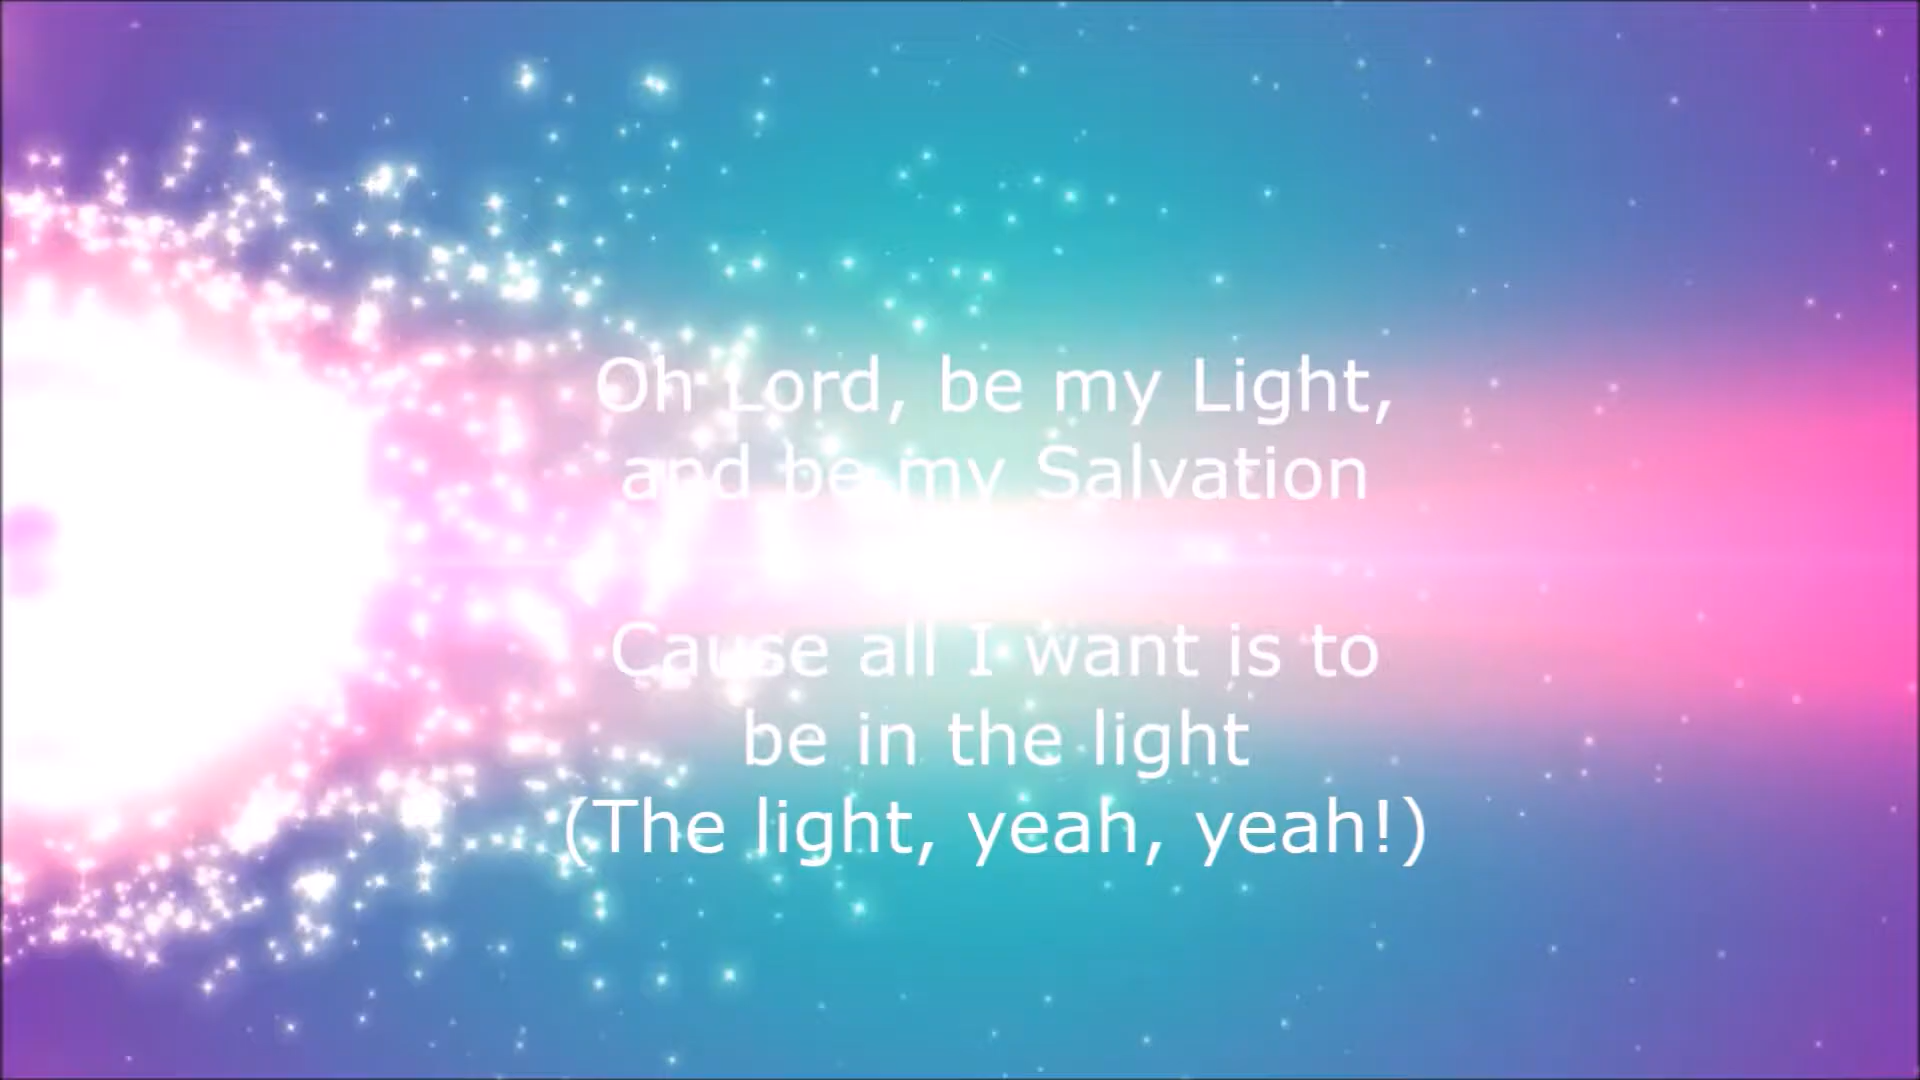 Oh Lord, be my Light,
and be my Salvation
Cause all I want is to
be in the light
(The light, yeah, yeah!)